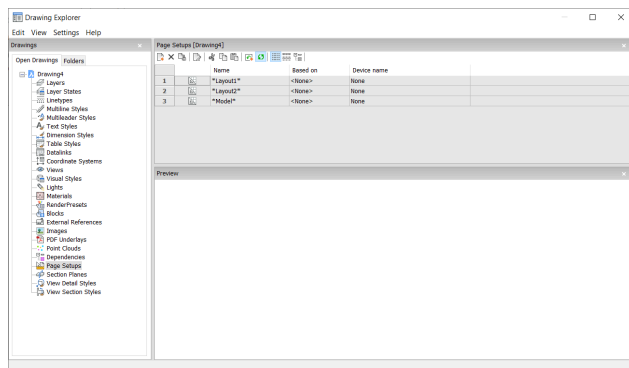 Drawing Explorer
Edit View Settings Help
Drawings
Open Drawings Folders
Drawing4
Layers
Layer States
Linetypes
Multiline Styles
Multileader Styles
Text Styles
Dimension Styles
Table Styles
Datalinks
Coordinate Systems
Views
Visual Styles
Lights
Materials
RenderPresets
Blocks
External References
Images
PDF Underlays
Point Clouds
Dependencies
Page Setups
Section Planes
View Detail Styles
View Section Styles
Page Setups [Drawing4]
Name Based on Device name
1 *Layout1* <None> None
2 *Layout2* <None> None
3 *Model* <None> None
Preview